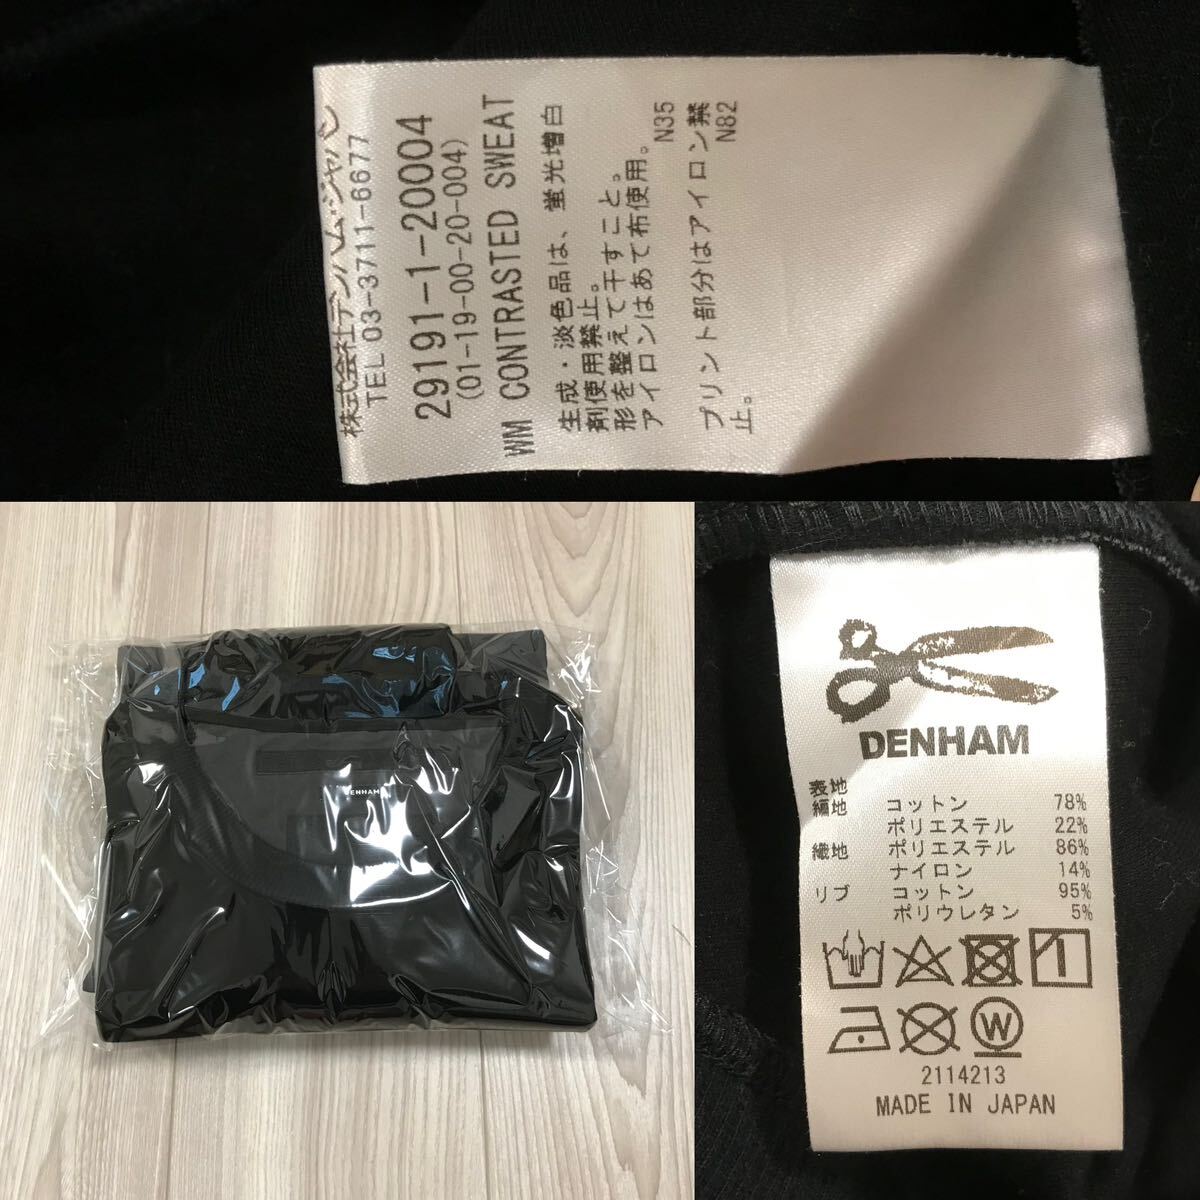 株式会社デンハム・ジャパン
TEL 03-3711-6677
29191-1-20004
(01-19-00-20-004)
WM CONTRASTED SWEAT
生成・淡色品は、蛍光増白
剤使用禁止。
形を整えて干すこと。
アイロンはあて布使用。
N35
プリント部分はアイロン禁
止。
N82
DENHAM
DENHAM
表地
編地 コットン 78%
ポリエステル 22%
織地 ポリエステル 86%
ナイロン 14%
リブ コットン 95%
ポリウレタン 5%
W
2114213
MADE IN JAPAN